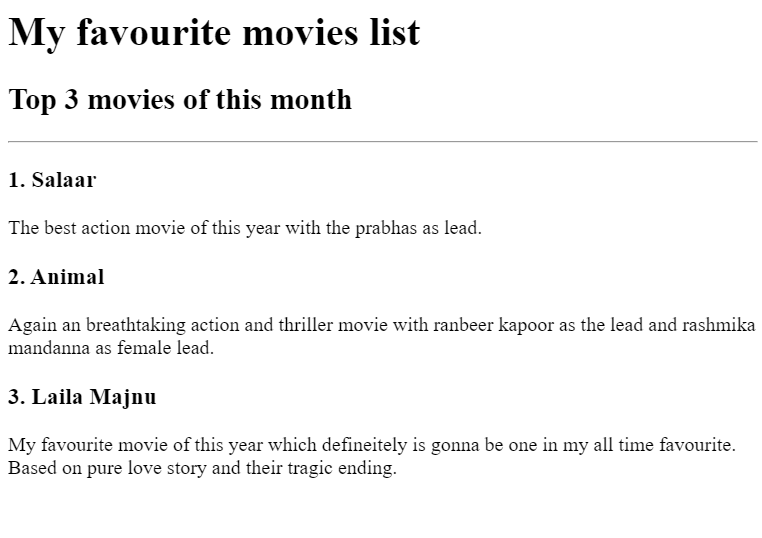 My favourite movies list
Top 3 movies of this month
1. Salaar
The best action movie of this year with the prabhas as lead.
2. Animal
Again an breathtaking action and thriller movie with ranbeer kapoor as the lead and rashmika
mandanna as female lead.
3. Laila Majnu
My favourite movie of this year which defineitely is gonna be one in my all time favourite.
Based on pure love story and their tragic ending.